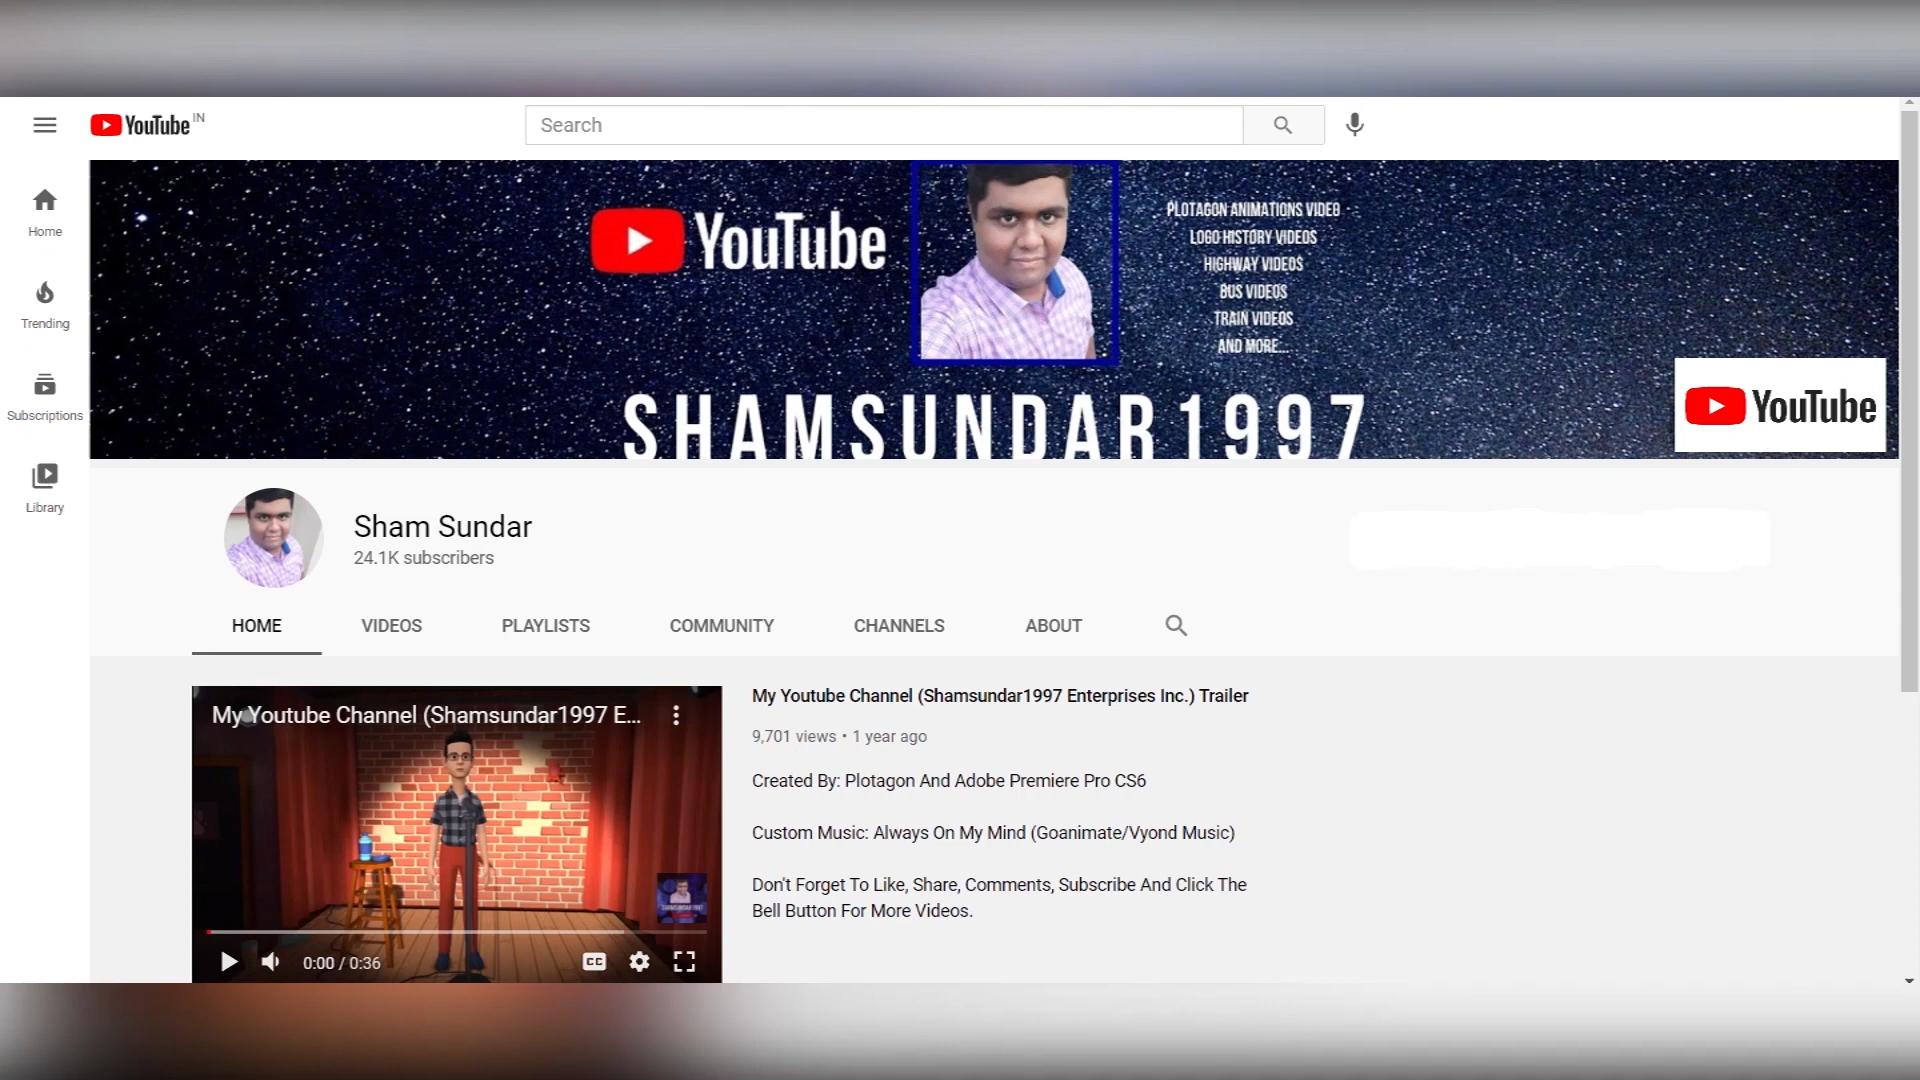 YouTube IN
Search
Home
Trending
Subscriptions
Library
YouTube
PLOTAGON ANIMATIONS VIDEO
LOGO HISTORY VIDEOS
HIGHWAY VIDEOS
BUS VIDEOS
TRAIN VIDEOS
AND MORE...
SHAMSUNDAR1997
YouTube
Sham Sundar
24.1K subscribers
HOME VIDEOS PLAYLISTS COMMUNITY CHANNELS ABOUT
My Youtube Channel (Shamsundar1997 E...
SHAMSUNDAR1997
CC
0:00 / 0:36
My Youtube Channel (Shamsundar1997 Enterprises Inc.) Trailer
9,701 views • 1 year ago
Created By: Plotagon And Adobe Premiere Pro CS6
Custom Music: Always On My Mind (Goanimate/Vyond Music)
Don't Forget To Like, Share, Comments, Subscribe And Click The
Bell Button For More Videos.